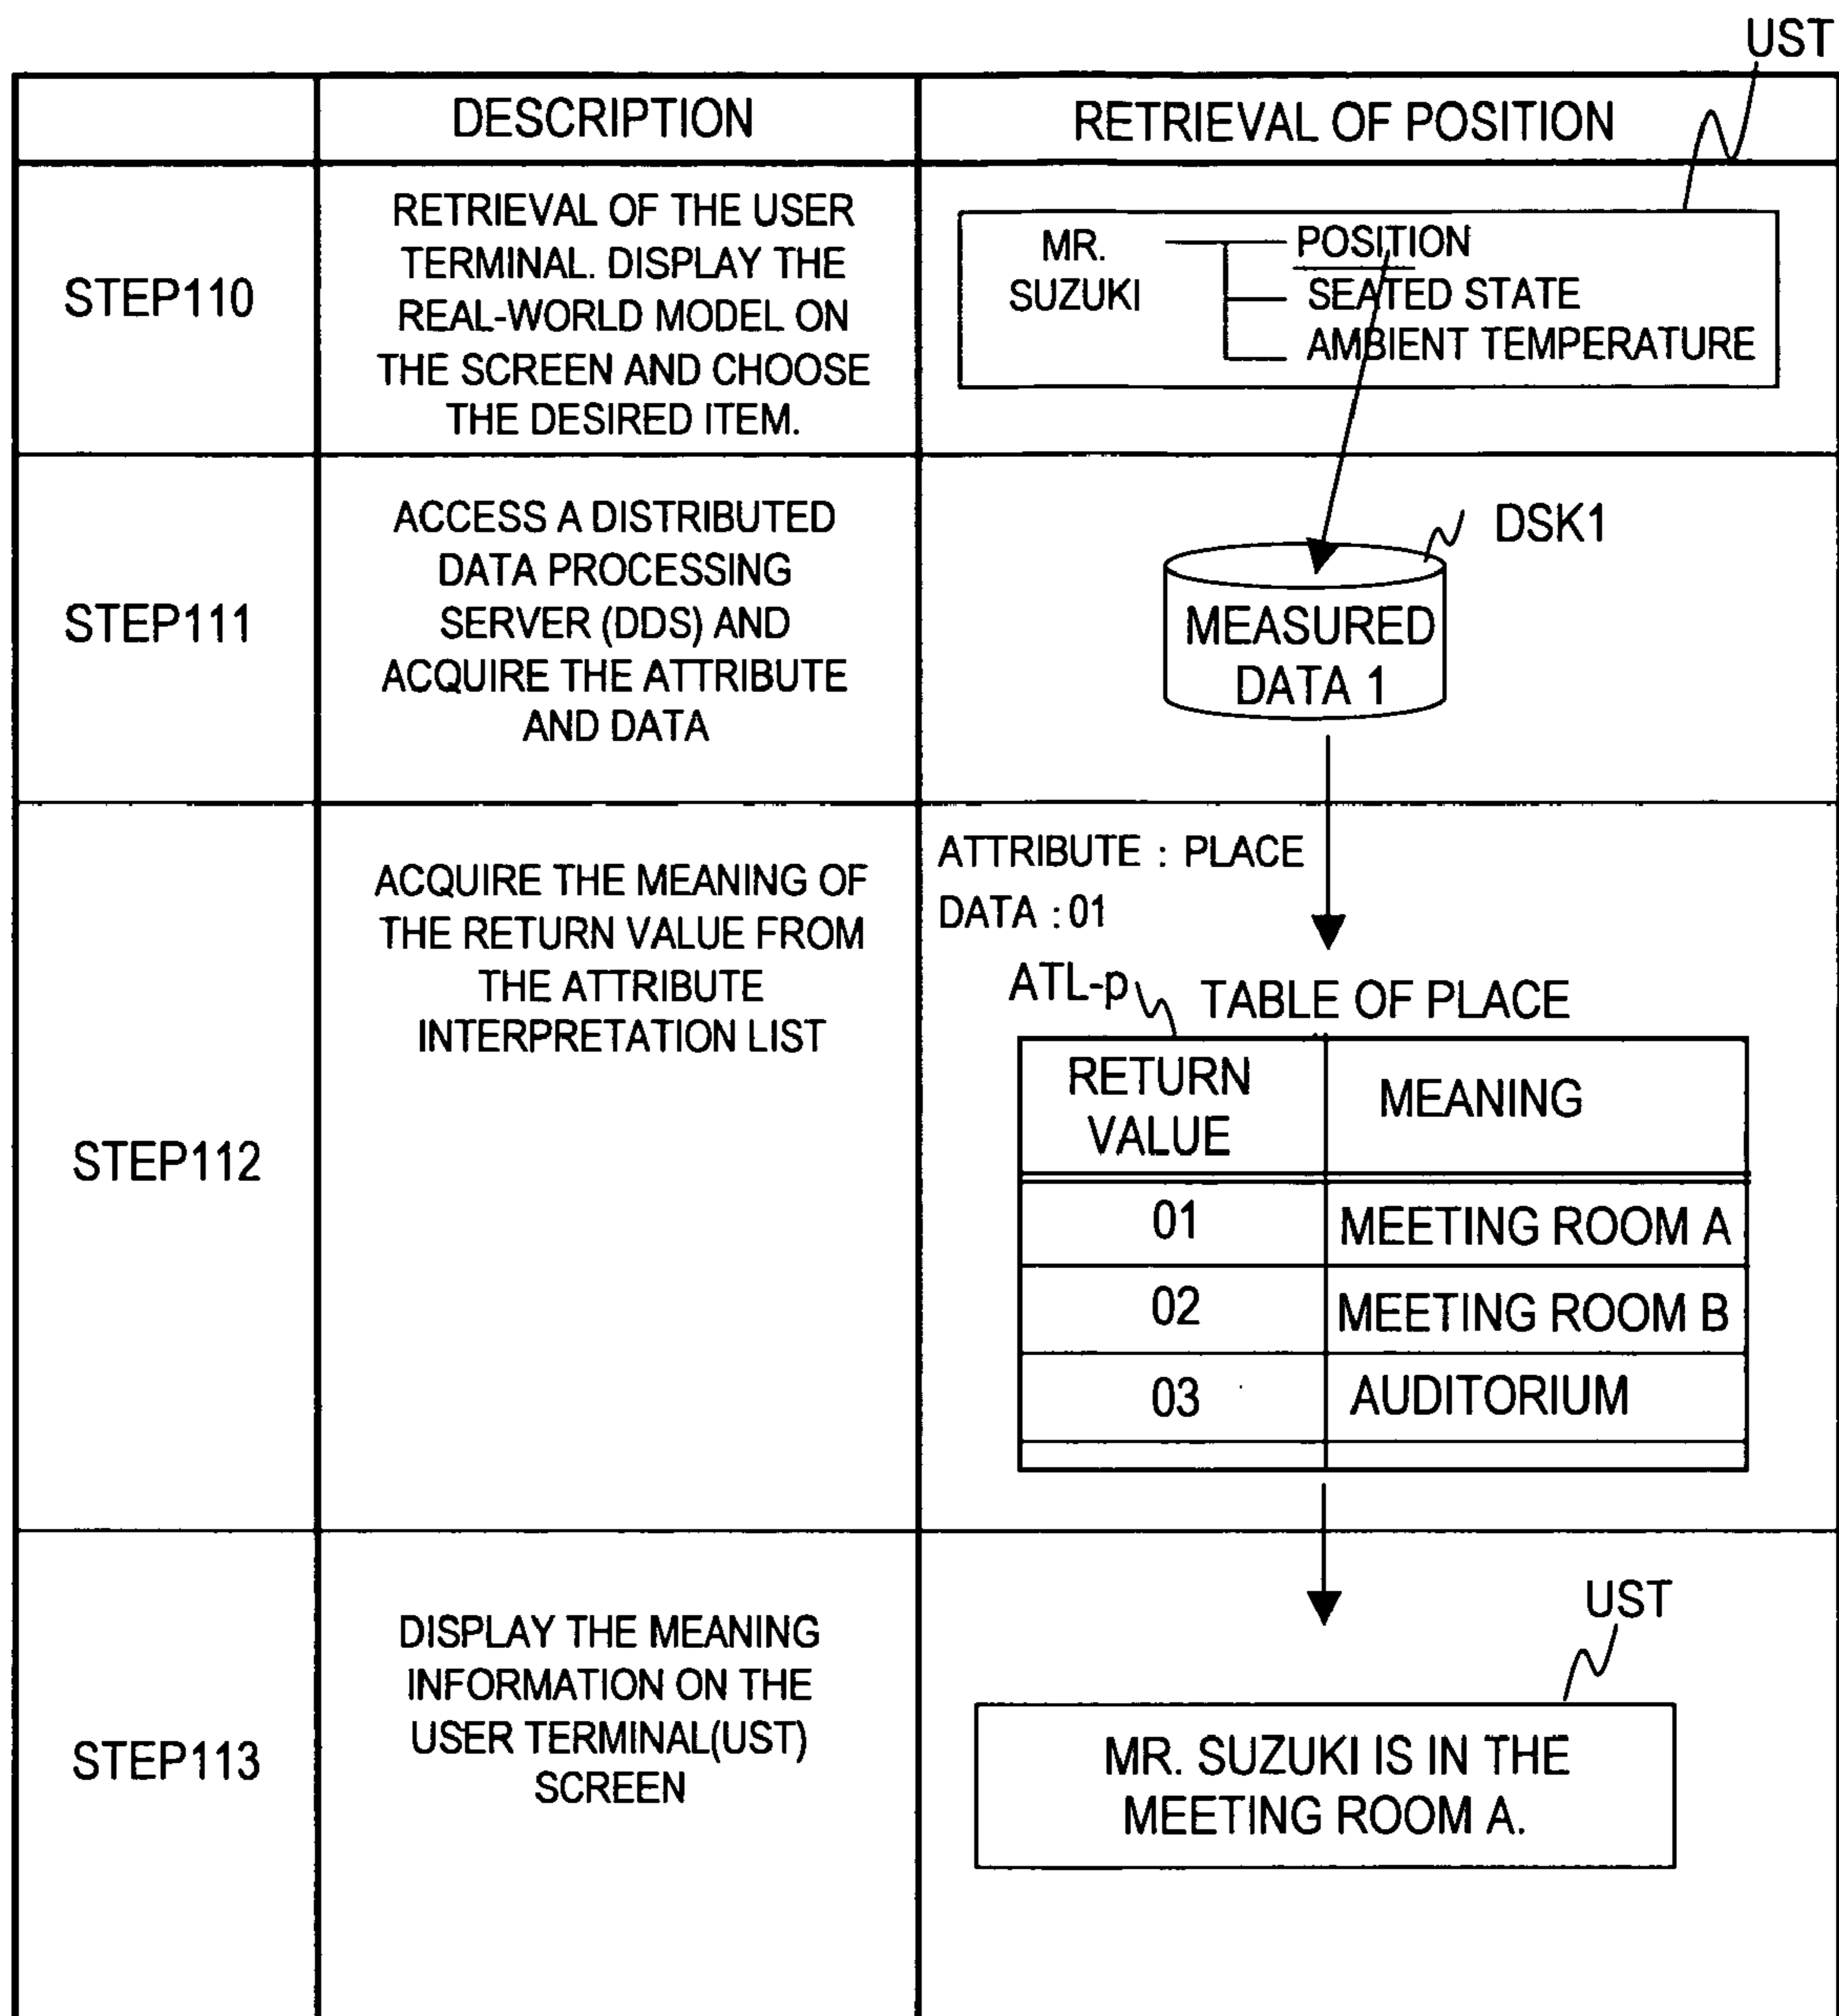 UST
DESCRIPTION
RETRIEVAL OF POSITION
STEP110
RETRIEVAL OF THE USER
TERMINAL. DISPLAY THE
REAL-WORLD MODEL ON
THE SCREEN AND CHOOSE
THE DESIRED ITEM.
MR.
SUZUKI
POSITION
SEATED STATE
AMBIENT TEMPERATURE
STEP111
ACCESS A DISTRIBUTED
DATA PROCESSING
SERVER (DDS) AND
ACQUIRE THE ATTRIBUTE
AND DATA
DSK1
MEASURED
DATA 1
STEP112
ACQUIRE THE MEANING OF
THE RETURN VALUE FROM
THE ATTRIBUTE
INTERPRETATION LIST
ATTRIBUTE : PLACE
DATA :01
ATL-p
TABLE OF PLACE
RETURN
VALUE
MEANING
01
MEETING ROOM A
02
MEETING ROOM B
03
AUDITORIUM
STEP113
DISPLAY THE MEANING
INFORMATION ON THE
USER TERMINAL(UST)
SCREEN
UST
MR. SUZUKI IS IN THE
MEETING ROOM A.